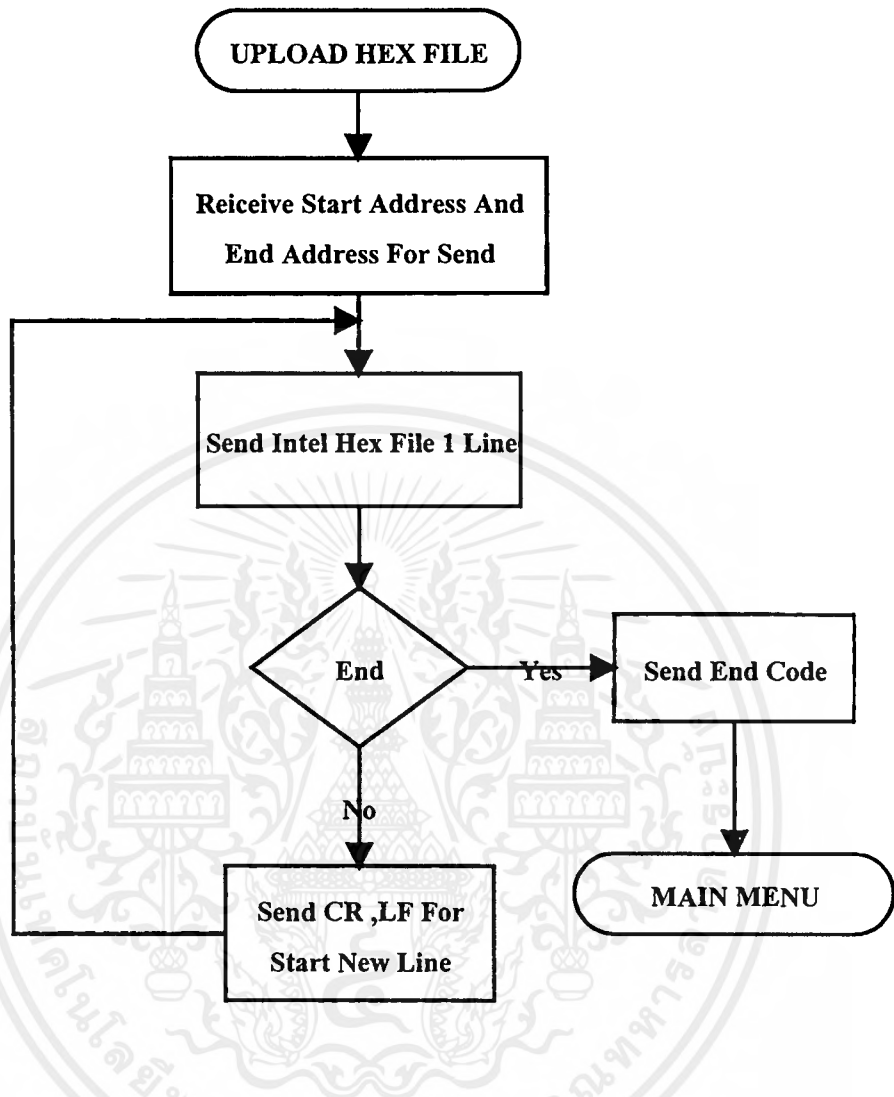 UPLOAD HEX FILE
Reiceive Start Address And
End Address For Send
Send Intel Hex File 1 Line
End
Yes
Send End Code
No
Send CR ,LF For
Start New Line
MAIN MENU